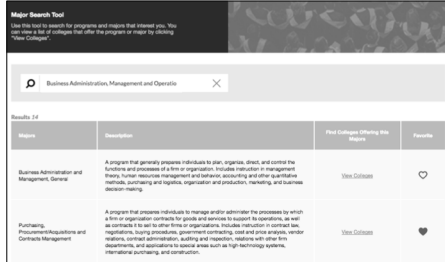 Major Search Tool
Use this tool to search for programs and majors that interest you. You
can view a list of colleges that offer the program or major by clicking
"View Colleges".
Business Administration, Management and Operatio
Results 14
Majors
Description
Find Colleges Offering this
Majors
Favorite
Business Administration and
Management, General
A program that generally prepares individuals to plan, organize, direct, and control the
functions and processes of a firm or organization. Includes instruction in management
theory, human resources management and behavior, accounting and other quantitative
methods, purchasing and logistics, organization and production, marketing, and business
decision-making.
View Colleges
Purchasing,
Procurement/Acquisitions and
Contracts Management
A program that prepares individuals to manage and/or administer the processes by which
a firm or organization contracts for goods and services to support its operations, as well
as contracts it to sell to other firms or organizations. Includes instruction in contract law,
negotiations, buying procedures, government contracting, cost and price analysis, vendor
relations, contract administration, auditing and inspection, relations with other firm
departments, and applications to special areas such as high-technology systems,
international purchasing, and construction.
View Colleges